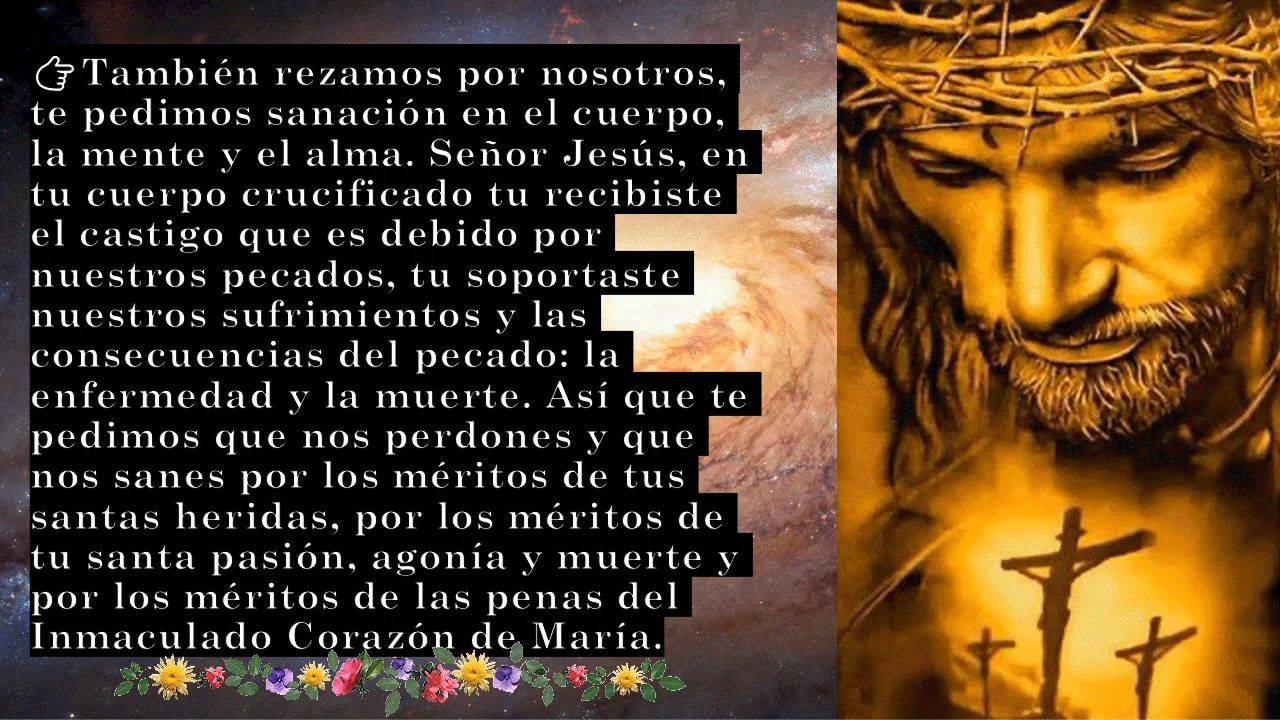 👉También rezamos por nosotros,
te pedimos sanación en el cuerpo,
la mente y el alma. Señor Jesús, en
tu cuerpo crucificado tu recibiste
el castigo que es debido por
nuestros pecados, tu soportaste
nuestros sufrimientos y las
consecuencias del pecado: la
enfermedad y la muerte. Así que te
pedimos que nos perdones y que
nos sanes por los méritos de tus
santas heridas, por los méritos de
tu santa pasión, agonía y muerte y
por los méritos de las penas del
Inmaculado Corazón de María.